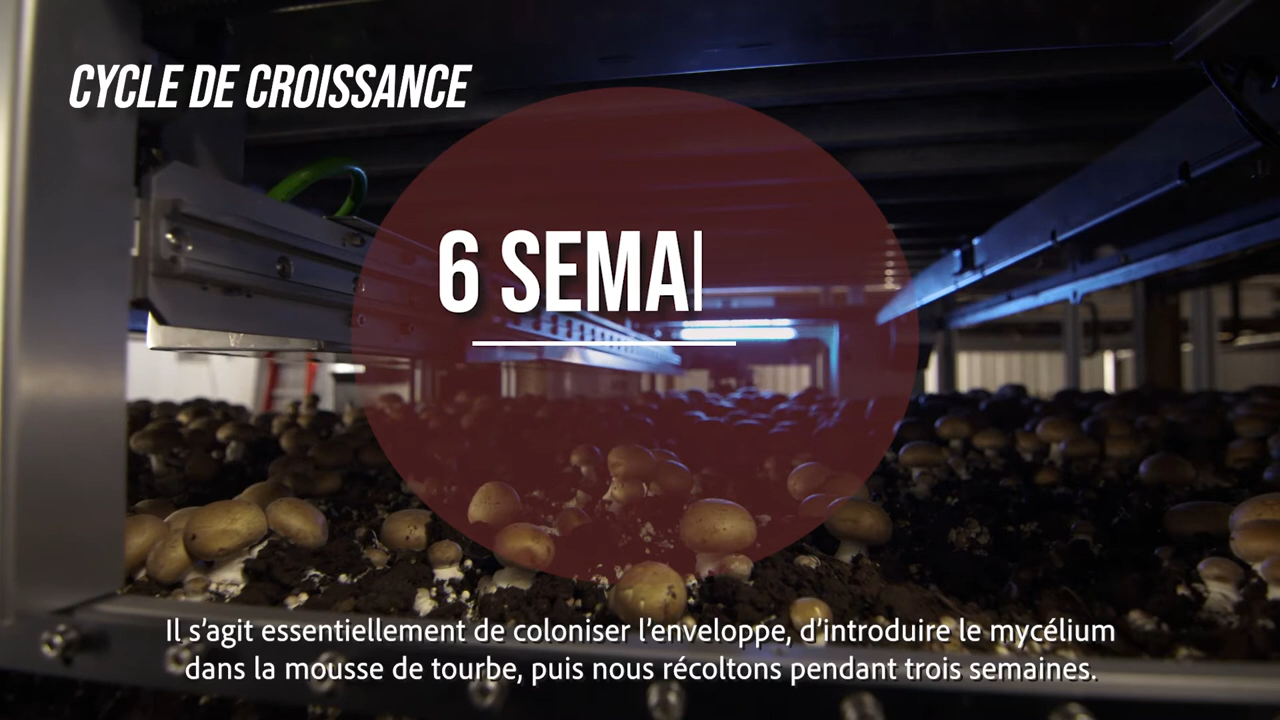 CYCLE DE CROISSANCE
6 SEMAI
Il s’agit essentiellement de coloniser l’enveloppe, d’introduire le mycélium
dans la mousse de tourbe, puis nous récoltons pendant trois semaines.